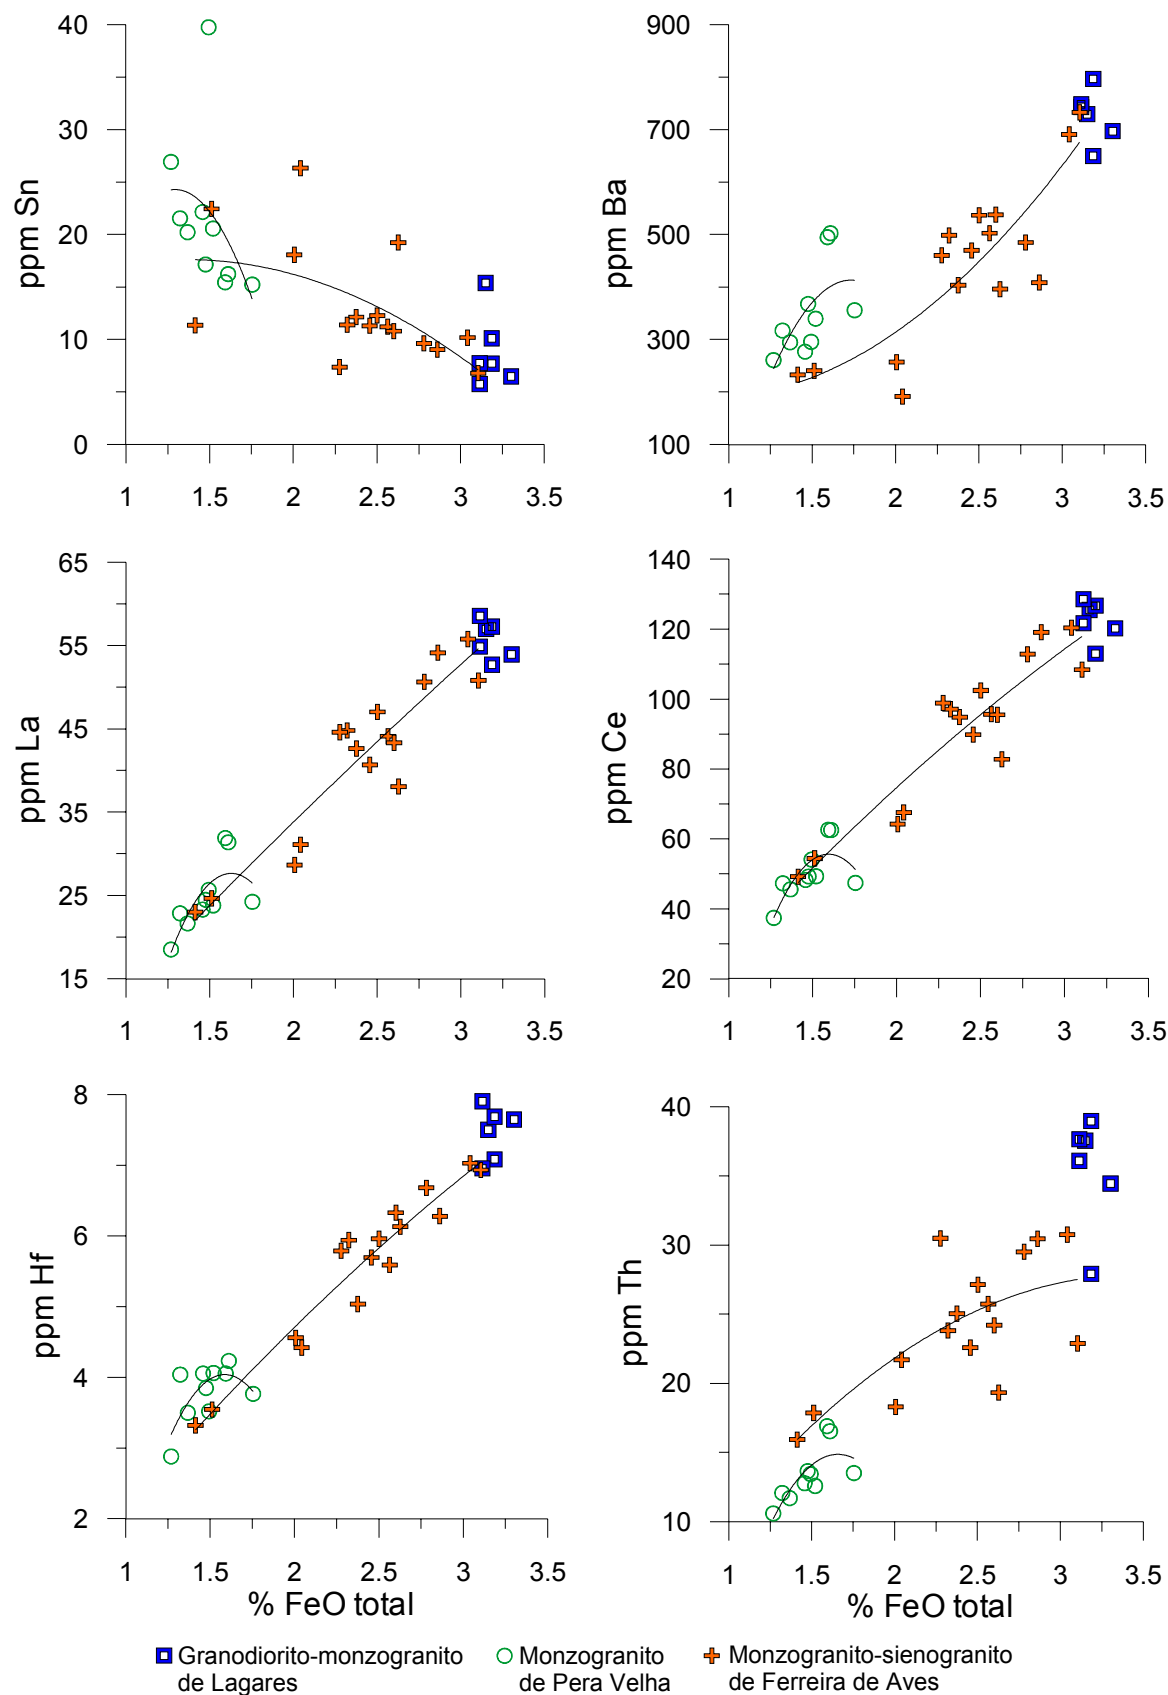 40
30
20
10
0
ppm Sn
1 1.5 2 2.5 3 3.5
900
700
500
300
100
ppm Ba
1 1.5 2 2.5 3 3.5
65
55
45
35
25
15
ppm La
1 1.5 2 2.5 3 3.5
140
120
100
80
60
40
20
ppm Ce
1 1.5 2 2.5 3 3.5
8
6
4
2
ppm Hf
1 1.5 2 2.5 3 3.5
% FeO total
40
30
20
10
ppm Th
1 1.5 2 2.5 3 3.5
% FeO total
Granodiorito-monzogranito
de Lagares
Monzogranito
de Pera Velha
Monzogranito-sienogranito
de Ferreira de Aves